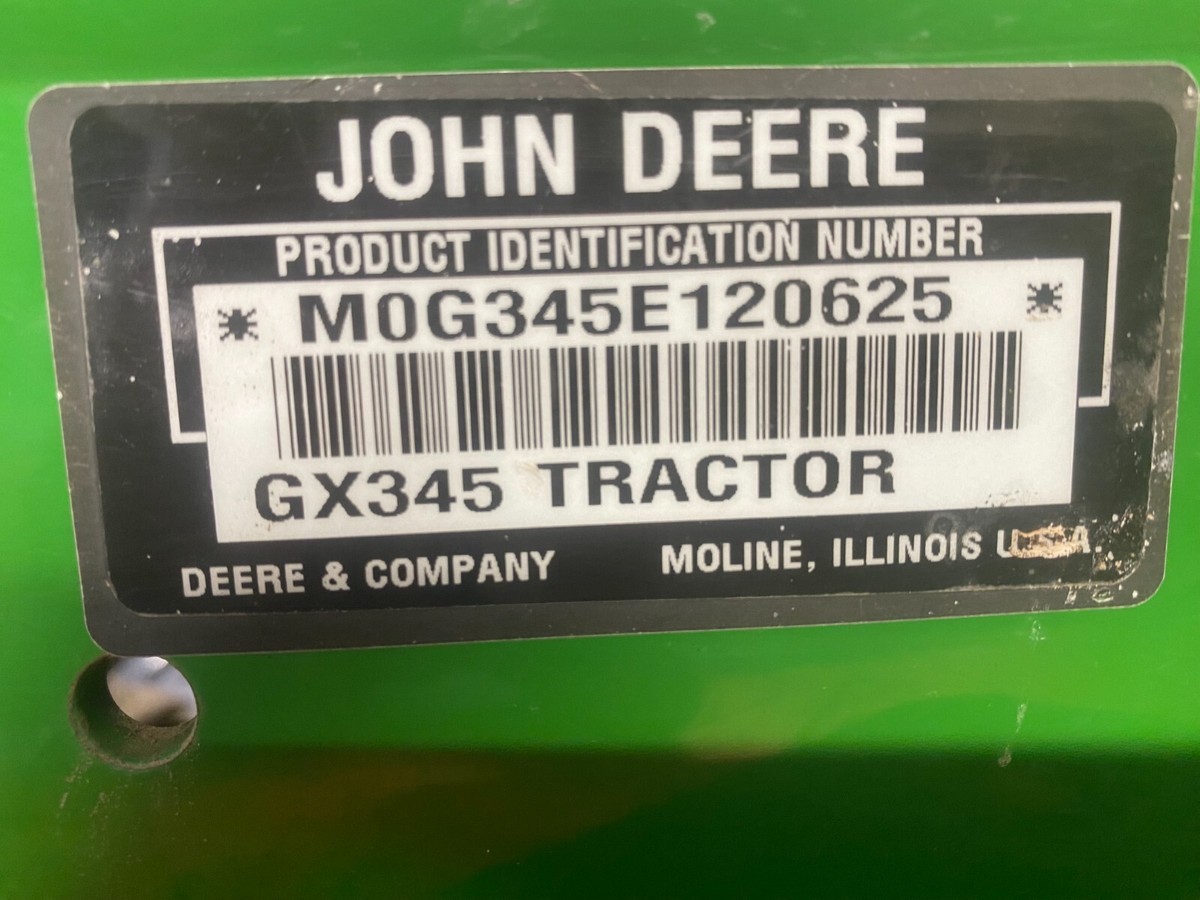 JOHN DEERE
PRODUCT IDENTIFICATION NUMBER
* M0G345E120625 *
GX345 TRACTOR
DEERE & COMPANY MOLINE, ILLINOIS U.S.A.